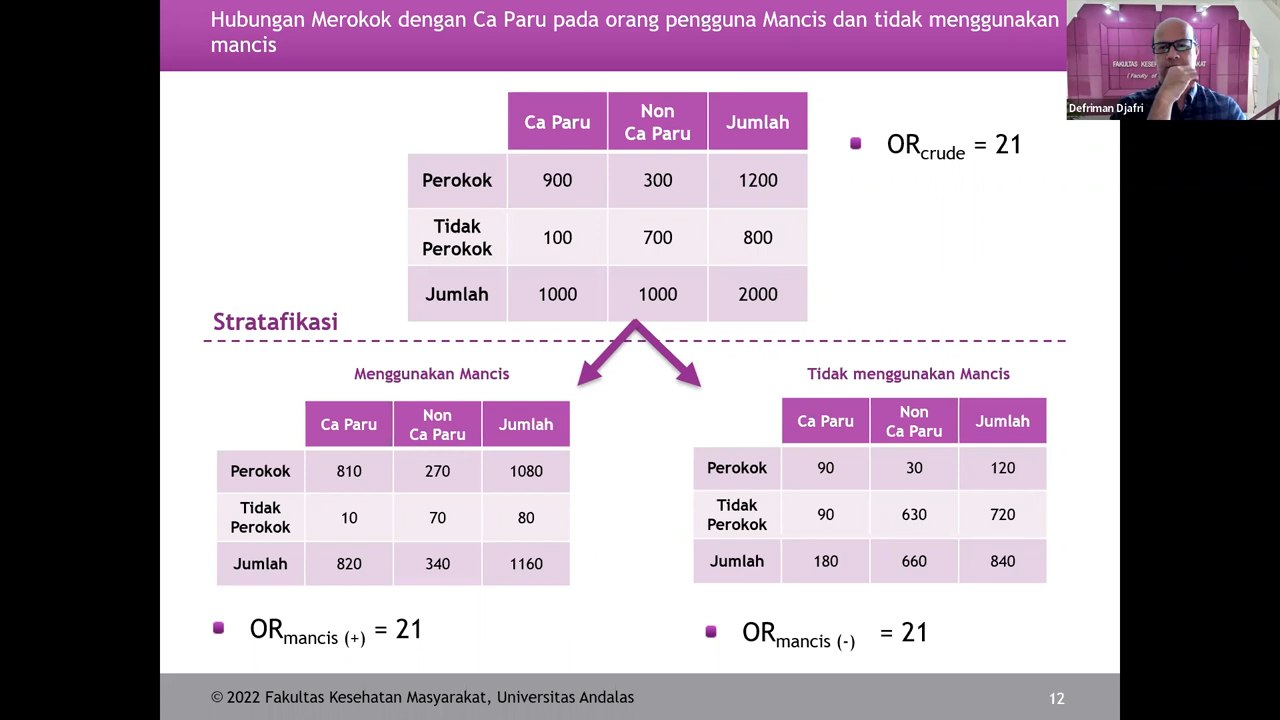 Hubungan Merokok dengan Ca Paru pada orang pengguna Mancis dan tidak menggunakan
mancis
FAKULTAS KESEHATAN MASYARAKAT
Defriman Djafri
Ca Paru Non Ca Paru Jumlah
Perokok 900 300 1200
Tidak Perokok 100 700 800
Jumlah 1000 1000 2000
ORcrude = 21
Stratafikasi
Menggunakan Mancis
Ca Paru Non Ca Paru Jumlah
Perokok 810 270 1080
Tidak Perokok 10 70 80
Jumlah 820 340 1160
ORmancis (+) = 21
Tidak menggunakan Mancis
Ca Paru Non Ca Paru Jumlah
Perokok 90 30 120
Tidak Perokok 90 630 720
Jumlah 180 660 840
ORmancis (-) = 21
© 2022 Fakultas Kesehatan Masyarakat, Universitas Andalas
12